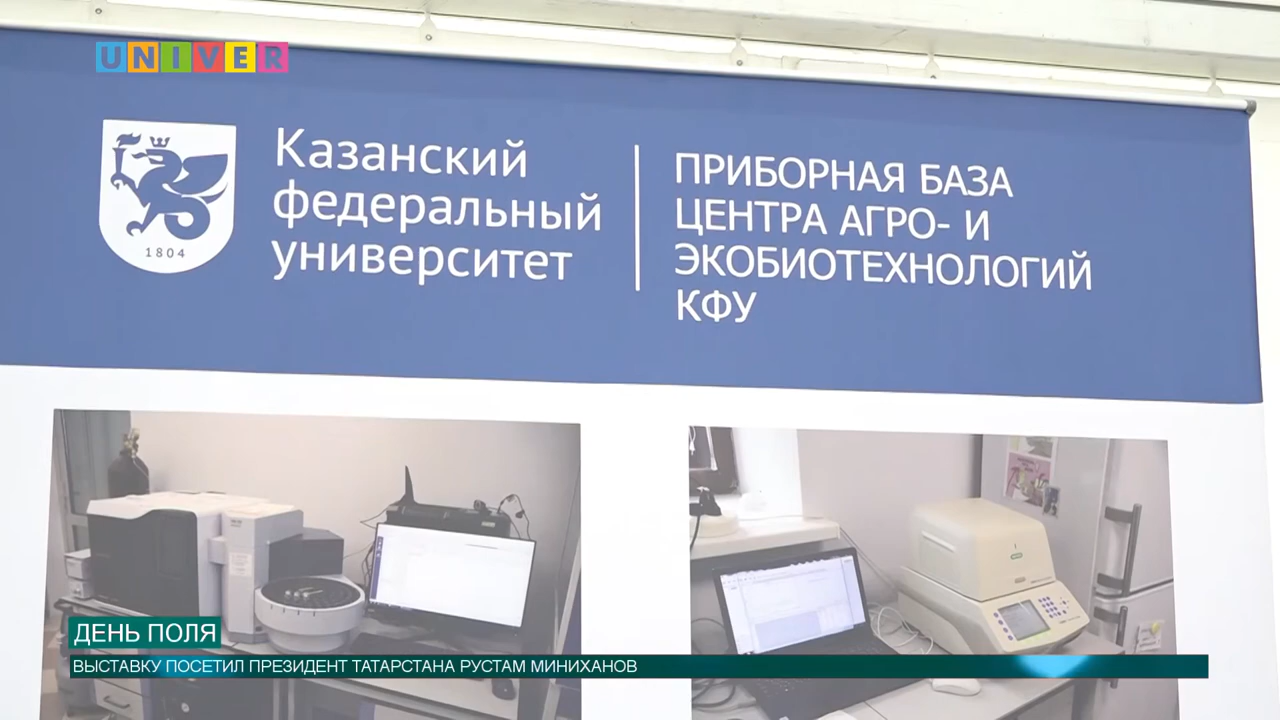 UNIVER
Казанский
федеральный
университет
1804
ПРИБОРНАЯ БАЗА
ЦЕНТРА АГРО- И
ЭКОБИОТЕХНОЛОГИЙ
КФУ
ДЕНЬ ПОЛЯ
ВЫСТАВКУ ПОСЕТИЛ ПРЕЗИДЕНТ ТАТАРСТАНА РУСТАМ МИНИХАНОВ